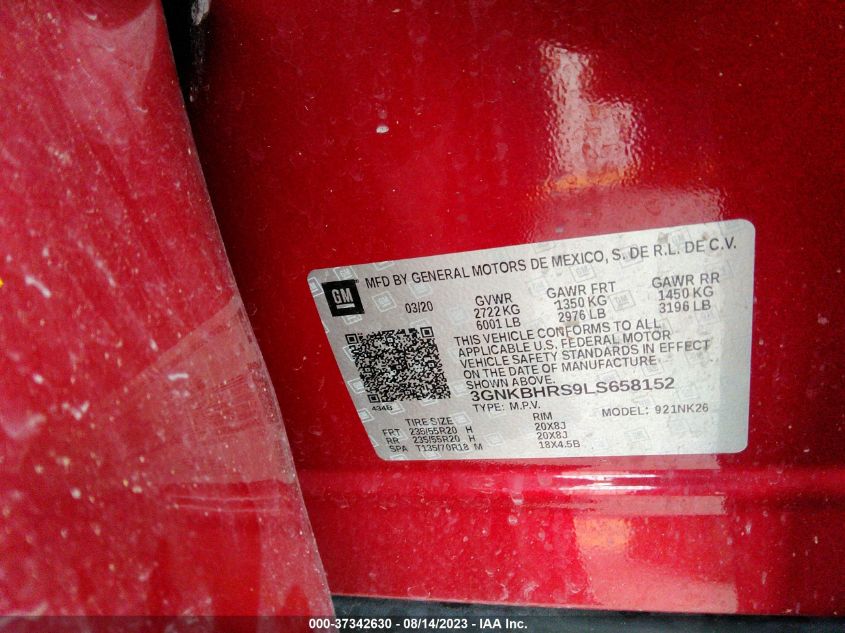 MFD BY GENERAL MOTORS DE MEXICO, S. DE R.L. DE C.V.
GM
03/20 GVWR GAWR FRT GAWR RR
2722 KG 1350 KG 1450 KG
6001 LB 2976 LB 3196 LB
THIS VEHICLE CONFORMS TO ALL
APPLICABLE U.S. FEDERAL MOTOR
VEHICLE SAFETY STANDARDS IN EFFECT
ON THE DATE OF MANUFACTURE
SHOWN ABOVE.
3GNKBHRS9LS658152
434B TYPE: M.P.V. MODEL: 921NK26
TIRE SIZE RIM
FRT 235/55R20 H 20X8J
RR 235/55R20 H 20X8J
SPA T135/70R18 M 18X4.5B
000-37342630 - 08/14/2023 - IAA Inc.